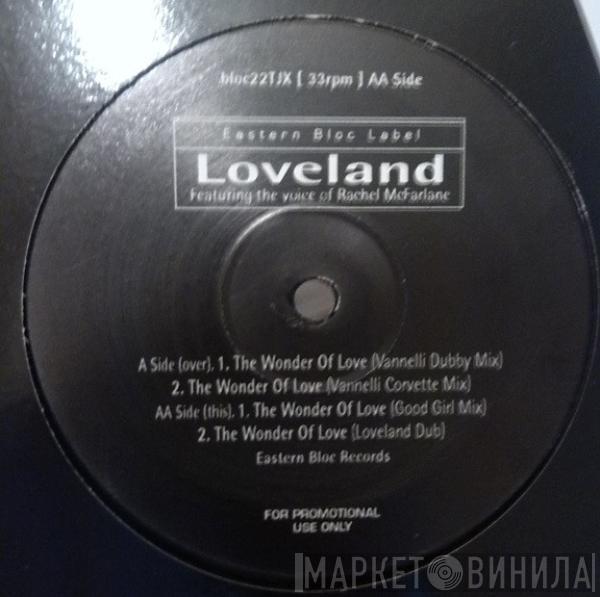 bloc22TJX [ 33rpm ] AA Side
Eastern Bloc Label
Loveland
Featuring the voice of Rachel McFarlane
A Side (over). 1. The Wonder Of Love (Vannelli Dubby Mix)
2. The Wonder Of Love (Vannelli Corvette Mix)
AA Side (this). 1. The Wonder Of Love (Good Girl Mix)
2. The Wonder Of Love (Loveland Dub)
Eastern Bloc Records
FOR PROMOTIONAL
USE ONLY
МАРКЕТ ВИНИЛА